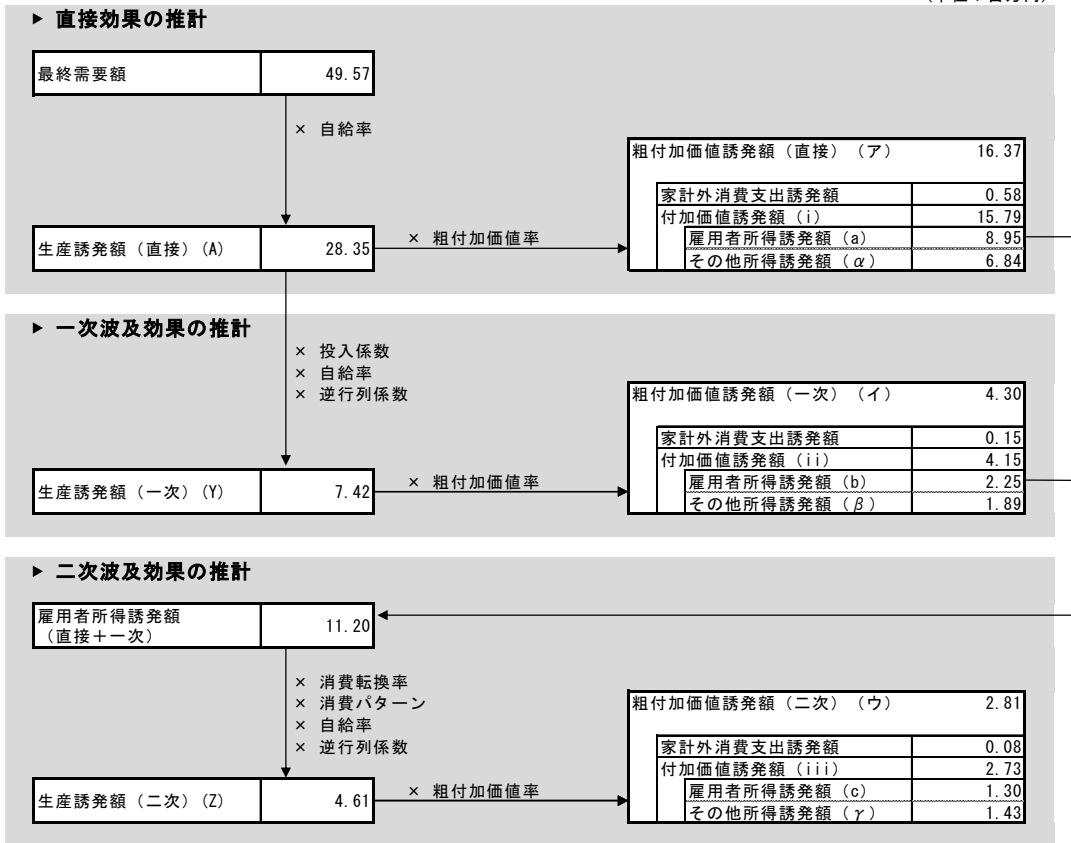 ▶ 直接効果の推計
最終需要額 49.57
× 自給率
粗付加価値誘発額（直接）（ア） 16.37
家計外消費支出誘発額 0.58
付加価値誘発額（i） 15.79
雇用者所得誘発額（a） 8.95
その他所得誘発額（α） 6.84
生産誘発額（直接）(A) 28.35
× 粗付加価値率
▶ 一次波及効果の推計
× 投入係数
× 自給率
× 逆行列係数
粗付加価値誘発額（一次）（イ） 4.30
家計外消費支出誘発額 0.15
付加価値誘発額（ii） 4.15
雇用者所得誘発額（b） 2.25
その他所得誘発額（β） 1.89
生産誘発額（一次）(Y) 7.42
× 粗付加価値率
▶ 二次波及効果の推計
雇用者所得誘発額
（直接＋一次） 11.20
× 消費転換率
× 消費パターン
× 自給率
× 逆行列係数
粗付加価値誘発額（二次）（ウ） 2.81
家計外消費支出誘発額 0.08
付加価値誘発額（iii） 2.73
雇用者所得誘発額（c） 1.30
その他所得誘発額（γ） 1.43
生産誘発額（二次）(Z) 4.61
× 粗付加価値率